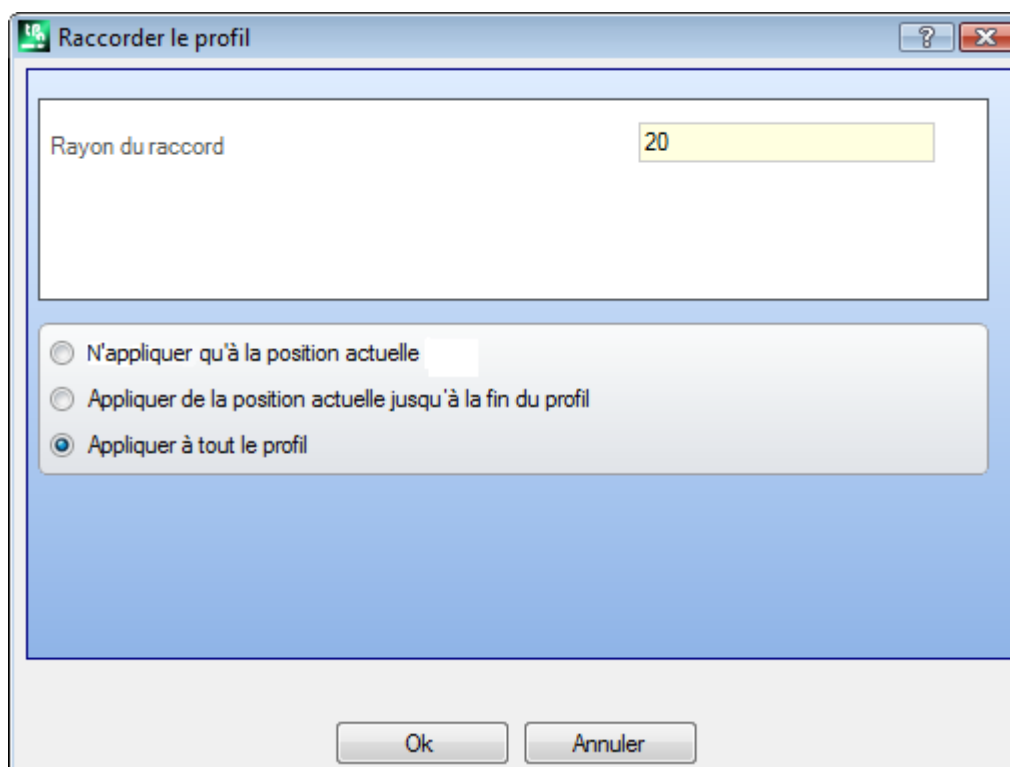 Raccorder le profil
Rayon du raccord 20
N'appliquer qu'à la position actuelle
Appliquer de la position actuelle jusqu'à la fin du profil
Appliquer à tout le profil
Ok Annuler